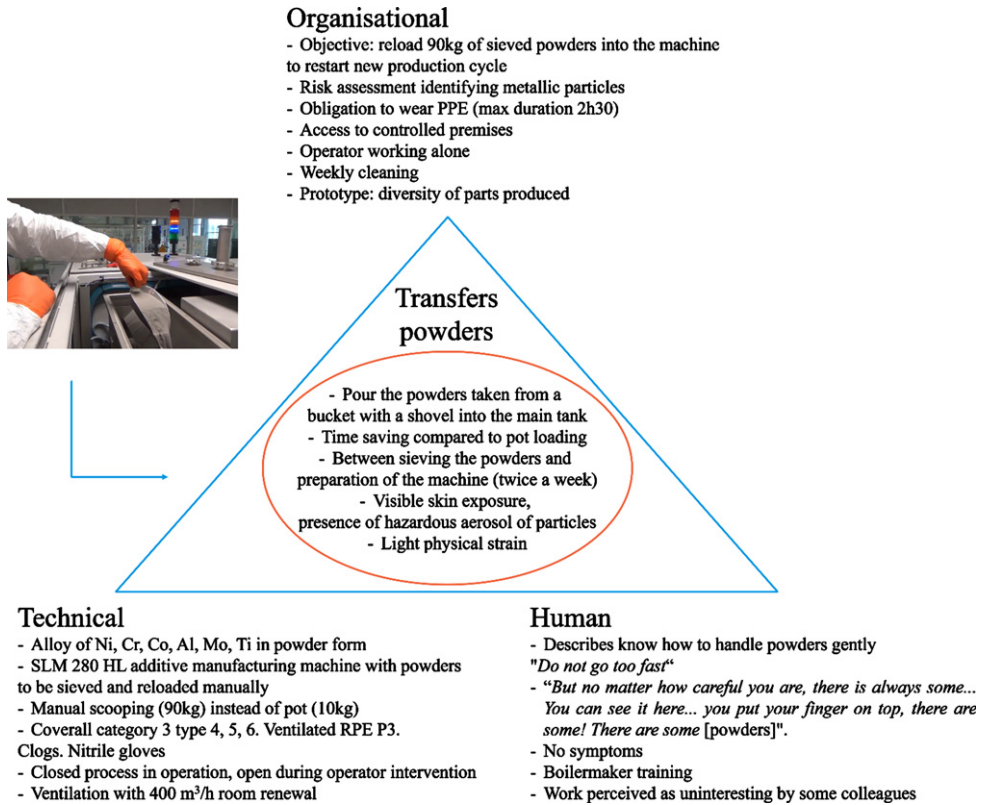 Organisational
- Objective: reload 90kg of sieved powders into the machine
to restart new production cycle
- Risk assessment identifying metallic particles
- Obligation to wear PPE (max duration 2h30)
- Access to controlled premises
- Operator working alone
- Weekly cleaning
- Prototype: diversity of parts produced
Transfers
powders
- Pour the powders taken from a
bucket with a shovel into the main tank
- Time saving compared to pot loading
- Between sieving the powders and
preparation of the machine (twice a week)
- Visible skin exposure,
presence of hazardous aerosol of particles
- Light physical strain
Technical
- Alloy of Ni, Cr, Co, Al, Mo, Ti in powder form
- SLM 280 HL additive manufacturing machine with powders
to be sieved and reloaded manually
- Manual scooping (90kg) instead of pot (10kg)
- Coverall category 3 type 4, 5, 6. Ventilated RPE P3.
Clogs. Nitrile gloves
- Closed process in operation, open during operator intervention
- Ventilation with 400 m³/h room renewal
Human
- Describes know how to handle powders gently
"Do not go too fast“
- “But no matter how careful you are, there is always some...
You can see it here... you put your finger on top, there are
some! There are some [powders]".
- No symptoms
- Boilermaker training
- Work perceived as uninteresting by some colleagues